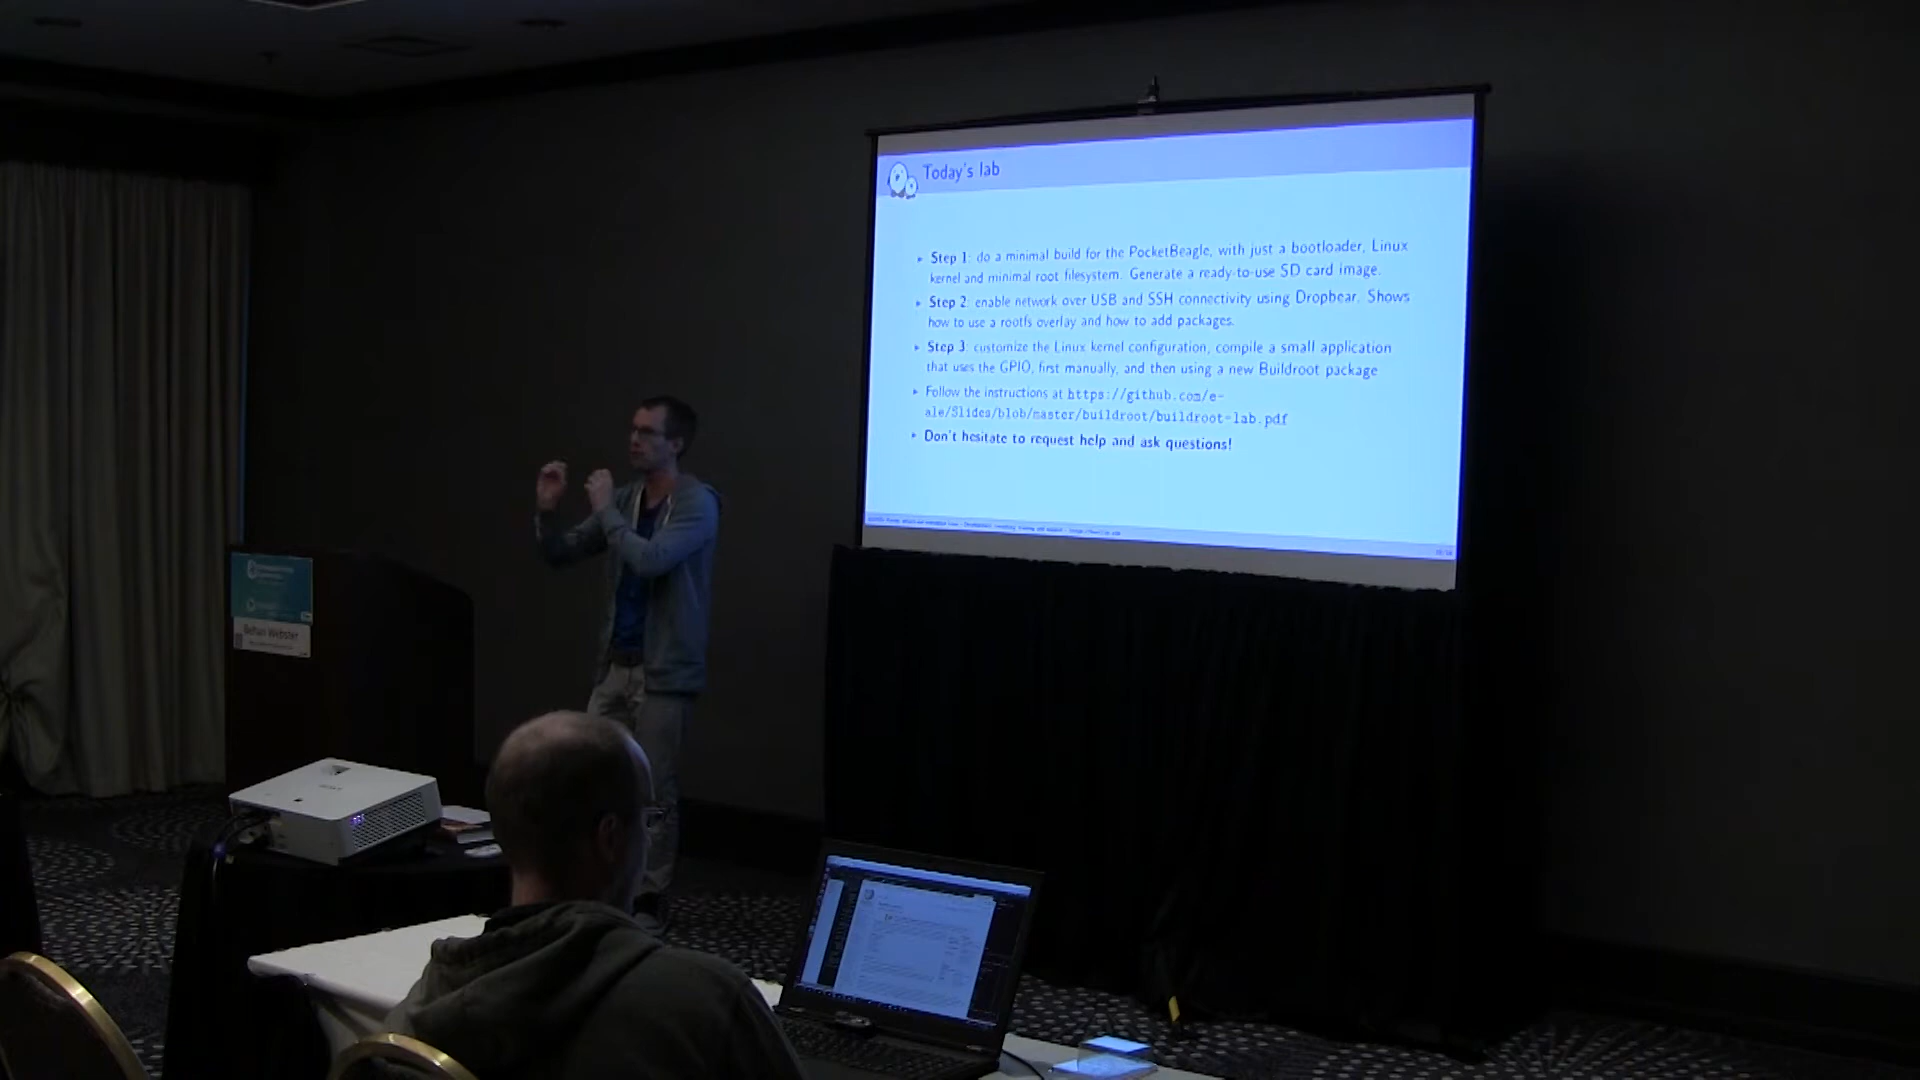 Today's lab
Step 1: do a minimal build for the PocketBeagle, with just a bootloader, Linux
kernel and minimal root filesystem. Generate a ready-to-use SD card image.
Step 2: enable network over USB and SSH connectivity using Dropbear. Shows
how to use a rootfs overlay and how to add packages.
Step 3: customize the Linux kernel configuration, compile a small application
that uses the GPIO, first manually, and then using a new Buildroot package
Follow the instructions at https://github.com/e-
ale/Slides/blob/master/buildroot/buildroot-lab.pdf
Don't hesitate to request help and ask questions!
Behan Webster